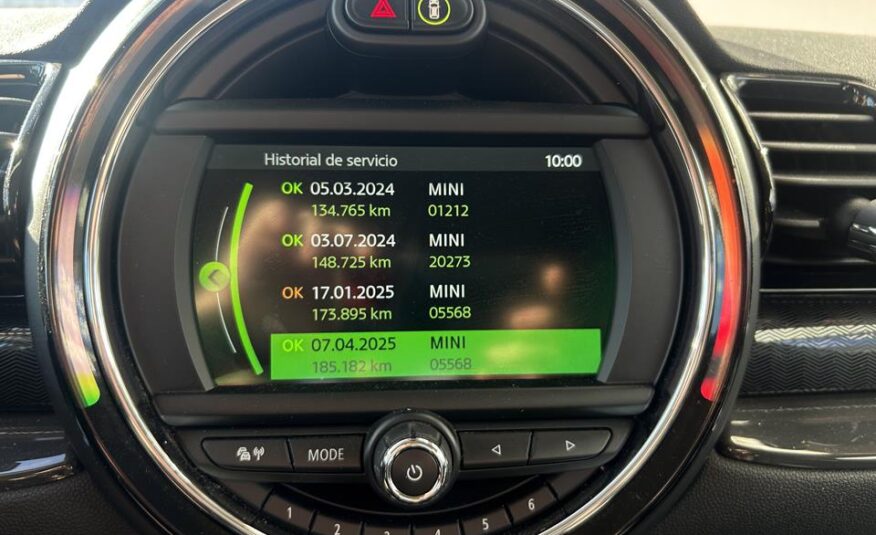 Historial de servicio 10:00
OK 05.03.2024 MINI
134.765 km 01212
OK 03.07.2024 MINI
148.725 km 20273
OK 17.01.2025 MINI
173.895 km 05568
OK 07.04.2025 MINI
185.182 km 05568
MODE
1 2 3 4 5 6